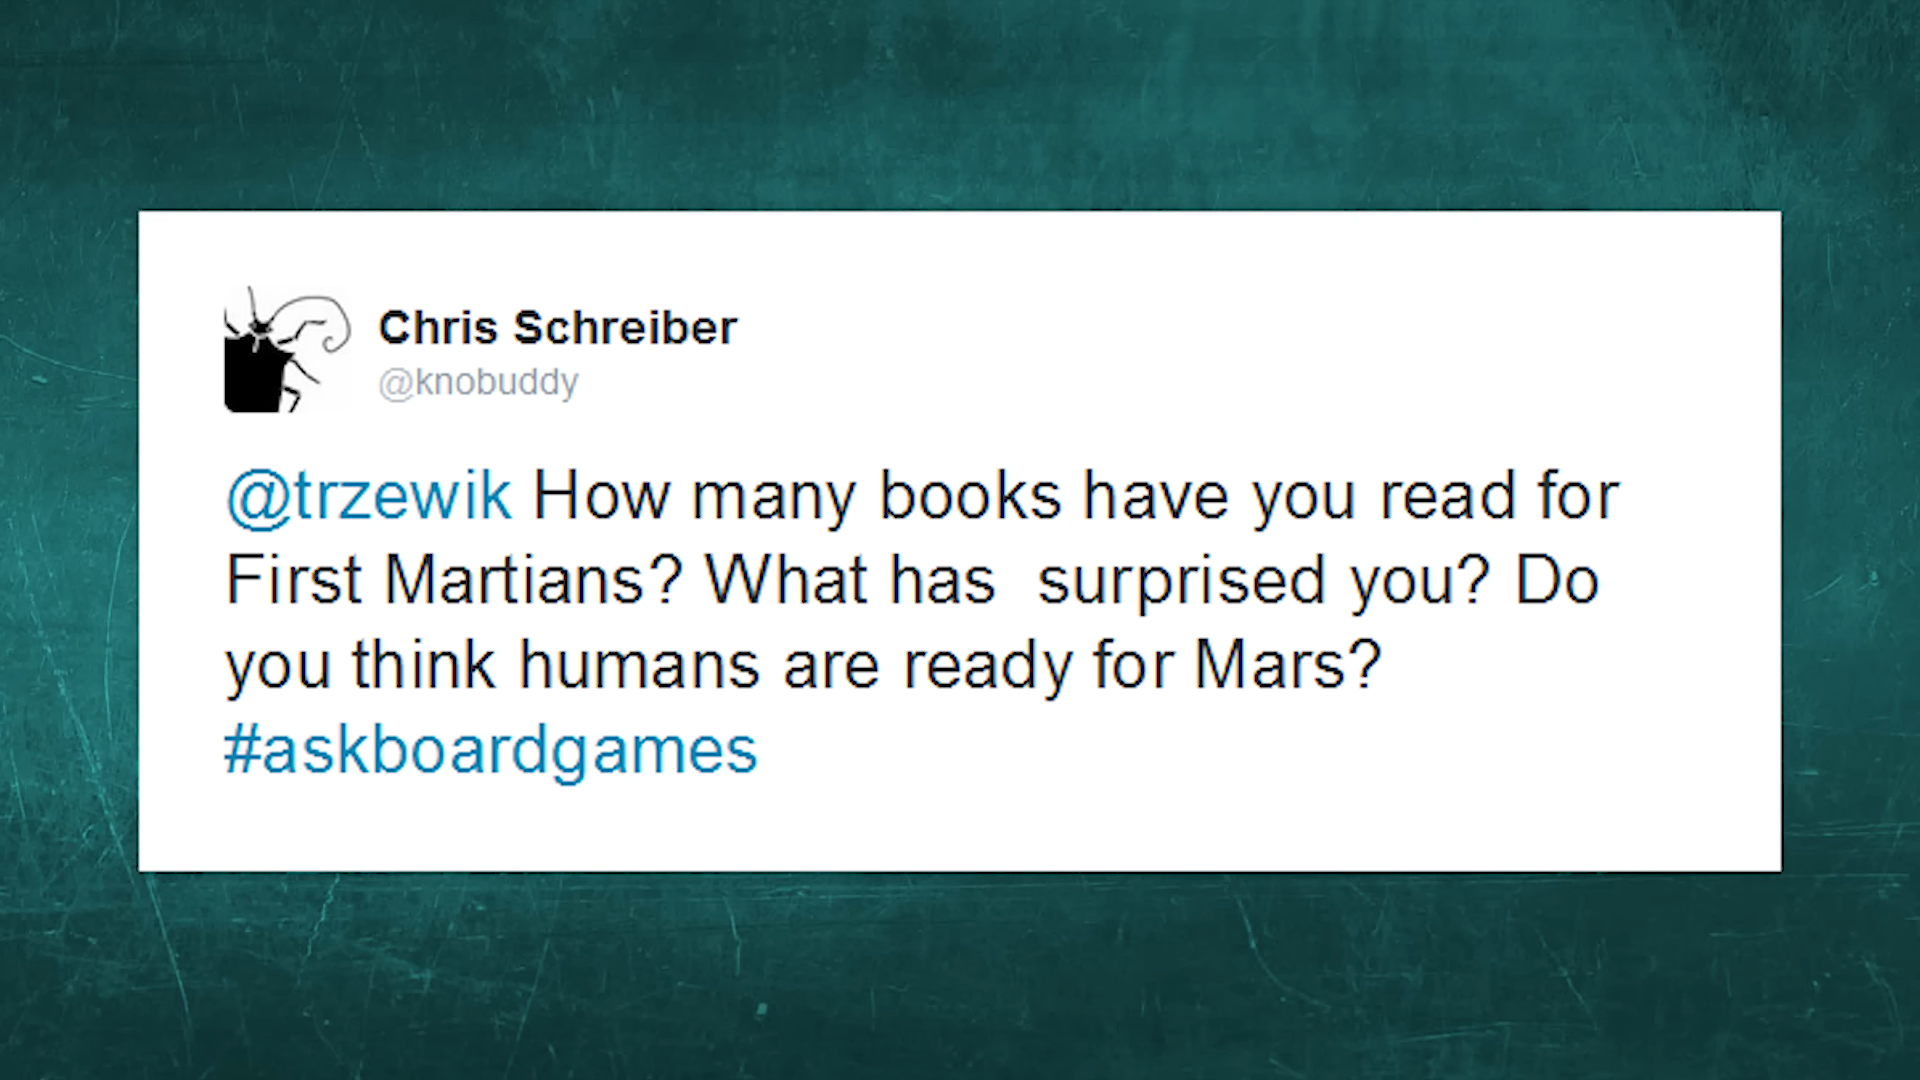 Chris Schreiber
@knobuddy
@trzewik How many books have you read for
First Martians? What has  surprised you? Do
you think humans are ready for Mars?
#askboardgames